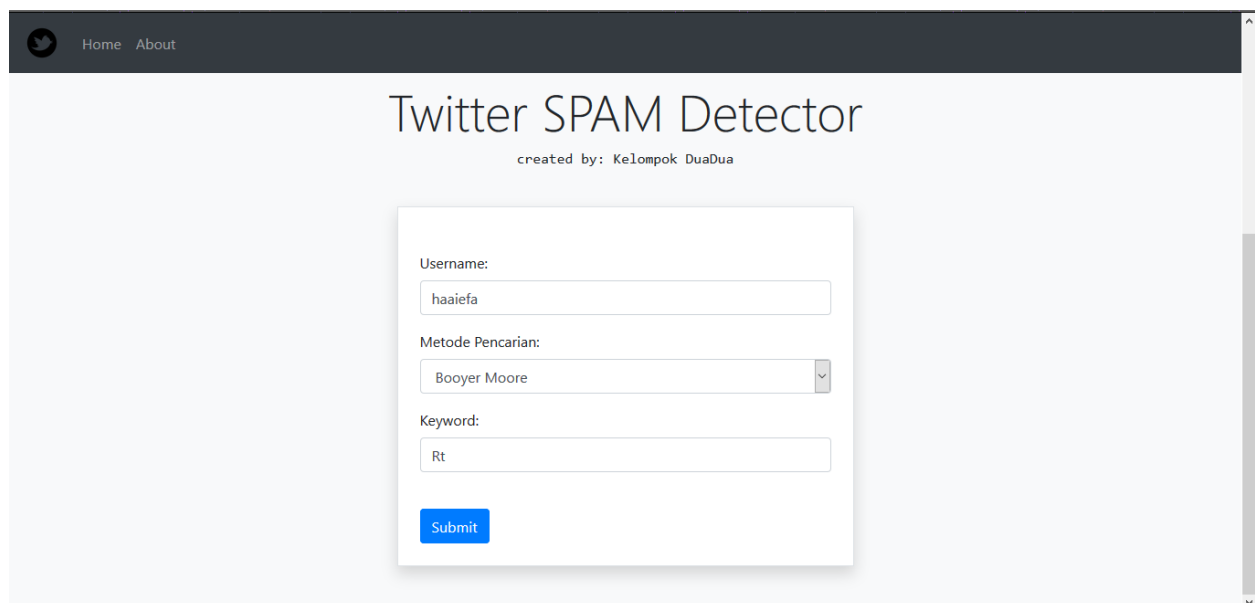 Home About
Twitter SPAM Detector
created by: Kelompok DuaDua
Username:
haaiefa
Metode Pencarian:
Booyer Moore
Keyword:
Rt
Submit